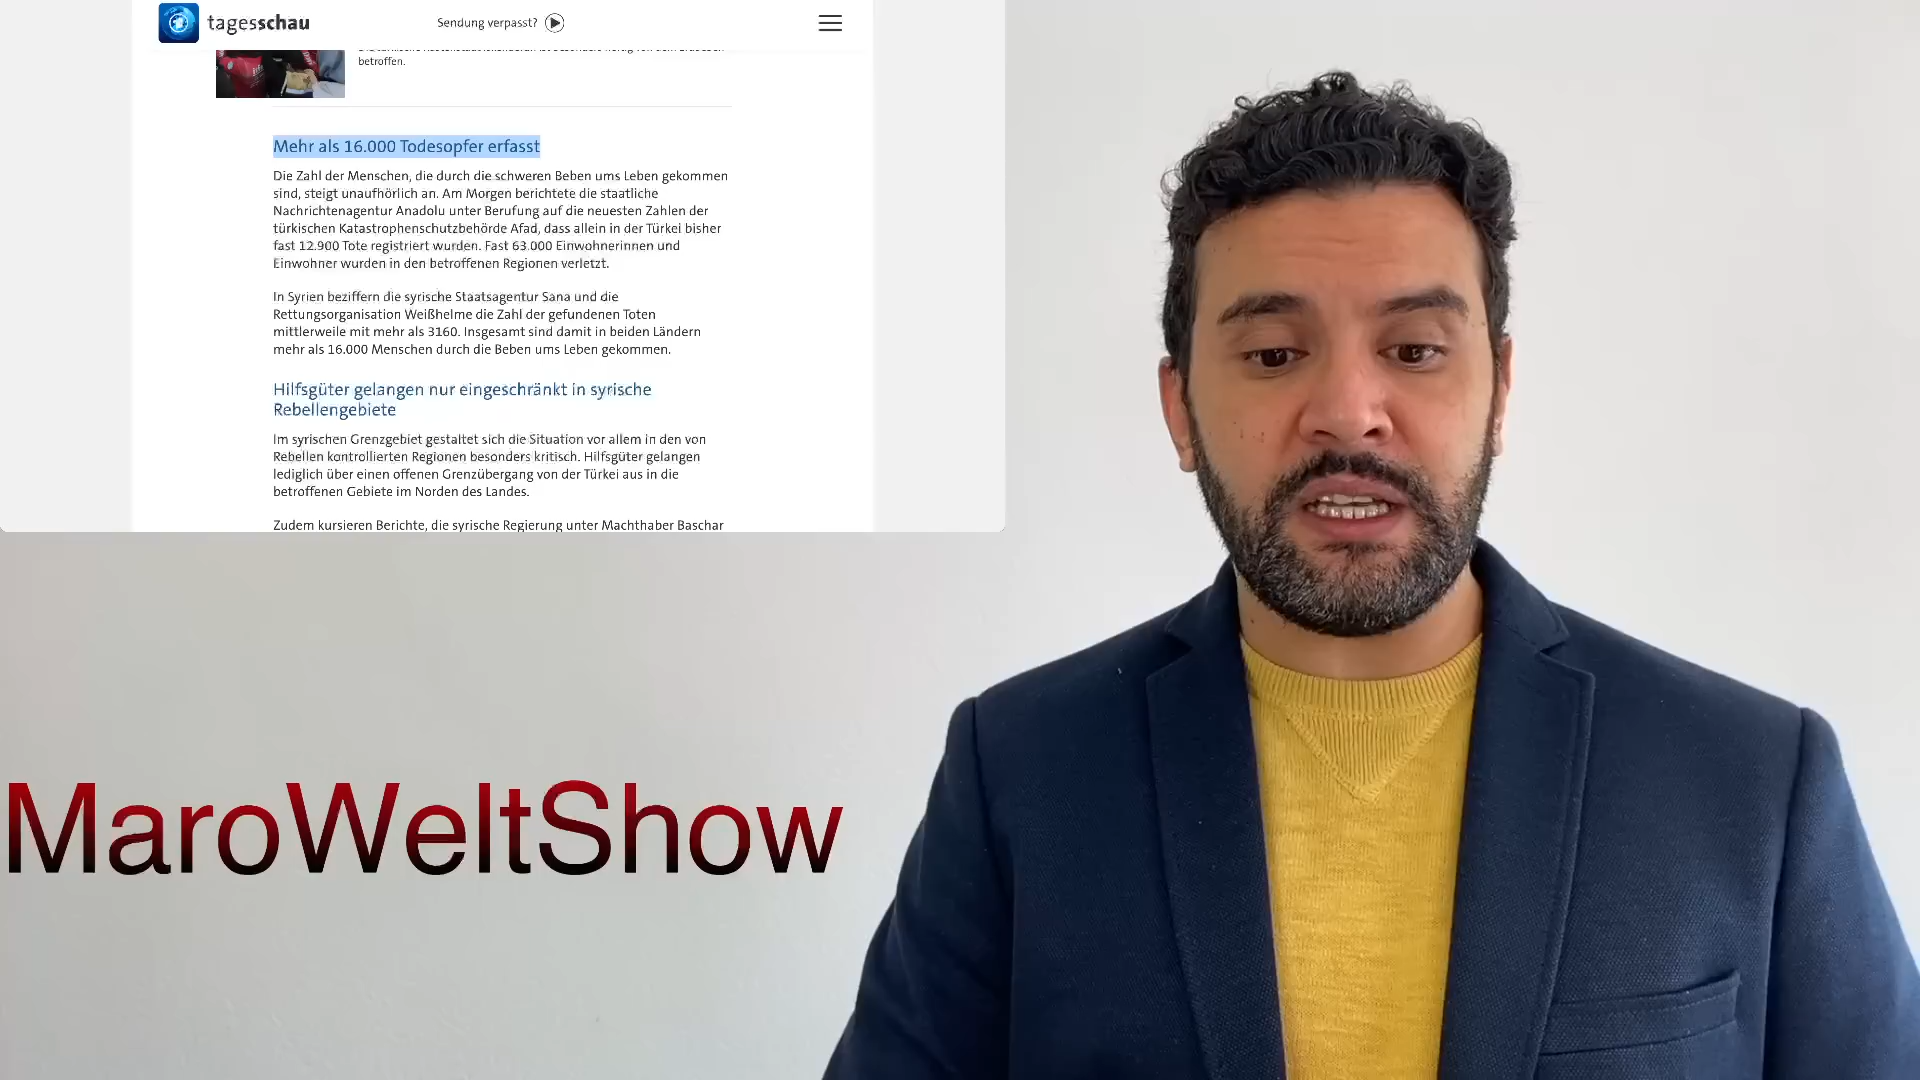 tagesschau
Sendung verpasst?
betroffen.
Mehr als 16.000 Todesopfer erfasst
Die Zahl der Menschen, die durch die schweren Beben ums Leben gekommen
sind, steigt unaufhörlich an. Am Morgen berichtete die staatliche
Nachrichtenagentur Anadolu unter Berufung auf die neuesten Zahlen der
türkischen Katastrophenschutzbehörde Afad, dass allein in der Türkei bisher
fast 12.900 Tote registriert wurden. Fast 63.000 Einwohnerinnen und
Einwohner wurden in den betroffenen Regionen verletzt.
In Syrien beziffern die syrische Staatsagentur Sana und die
Rettungsorganisation Weißhelme die Zahl der gefundenen Toten
mittlerweile mit mehr als 3160. Insgesamt sind damit in beiden Ländern
mehr als 16.000 Menschen durch die Beben ums Leben gekommen.
Hilfsgüter gelangen nur eingeschränkt in syrische
Rebellengebiete
Im syrischen Grenzgebiet gestaltet sich die Situation vor allem in den von
Rebellen kontrollierten Regionen besonders kritisch. Hilfsgüter gelangen
lediglich über einen offenen Grenzübergang von der Türkei aus in die
betroffenen Gebiete im Norden des Landes.
Zudem kursieren Berichte, die syrische Regierung unter Machthaber Baschar
MaroWeltShow